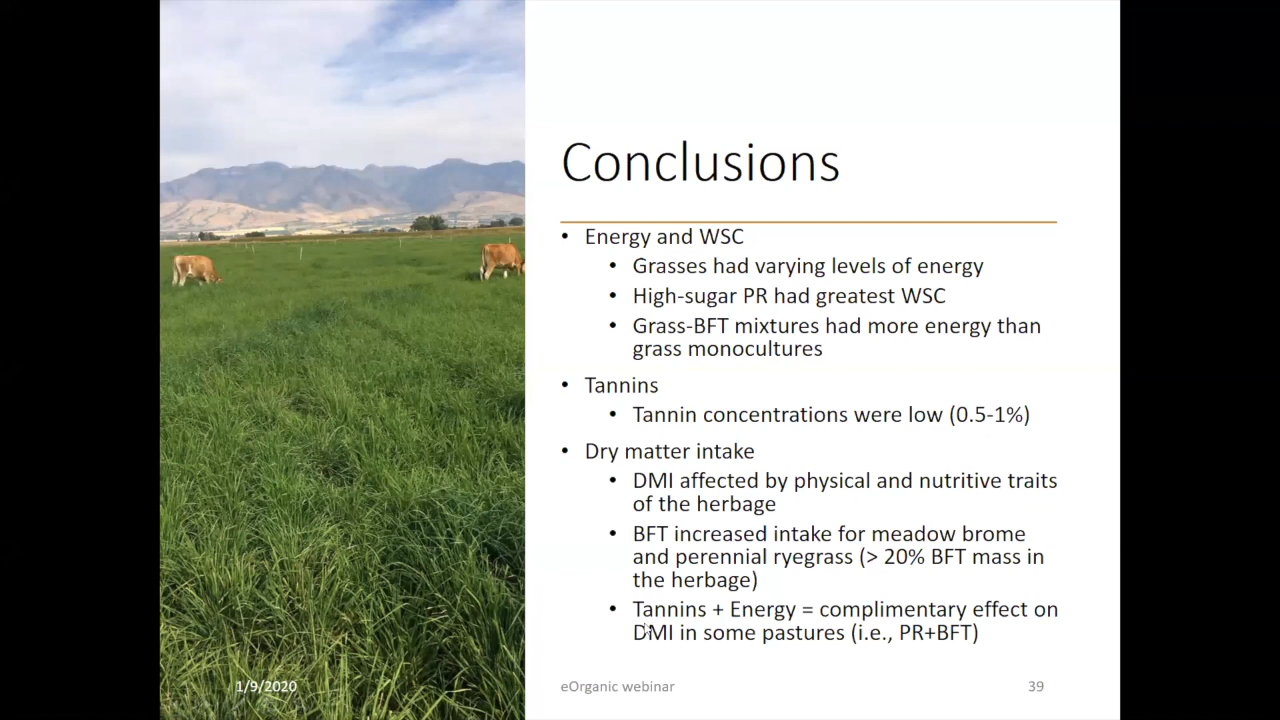 Conclusions
• Energy and WSC
• Grasses had varying levels of energy
• High-sugar PR had greatest WSC
• Grass-BFT mixtures had more energy than
grass monocultures
• Tannins
• Tannin concentrations were low (0.5-1%)
• Dry matter intake
• DMI affected by physical and nutritive traits
of the herbage
• BFT increased intake for meadow brome
and perennial ryegrass (> 20% BFT mass in
the herbage)
• Tannins + Energy = complimentary effect on
DMI in some pastures (i.e., PR+BFT)
1/9/2020
eOrganic webinar
39